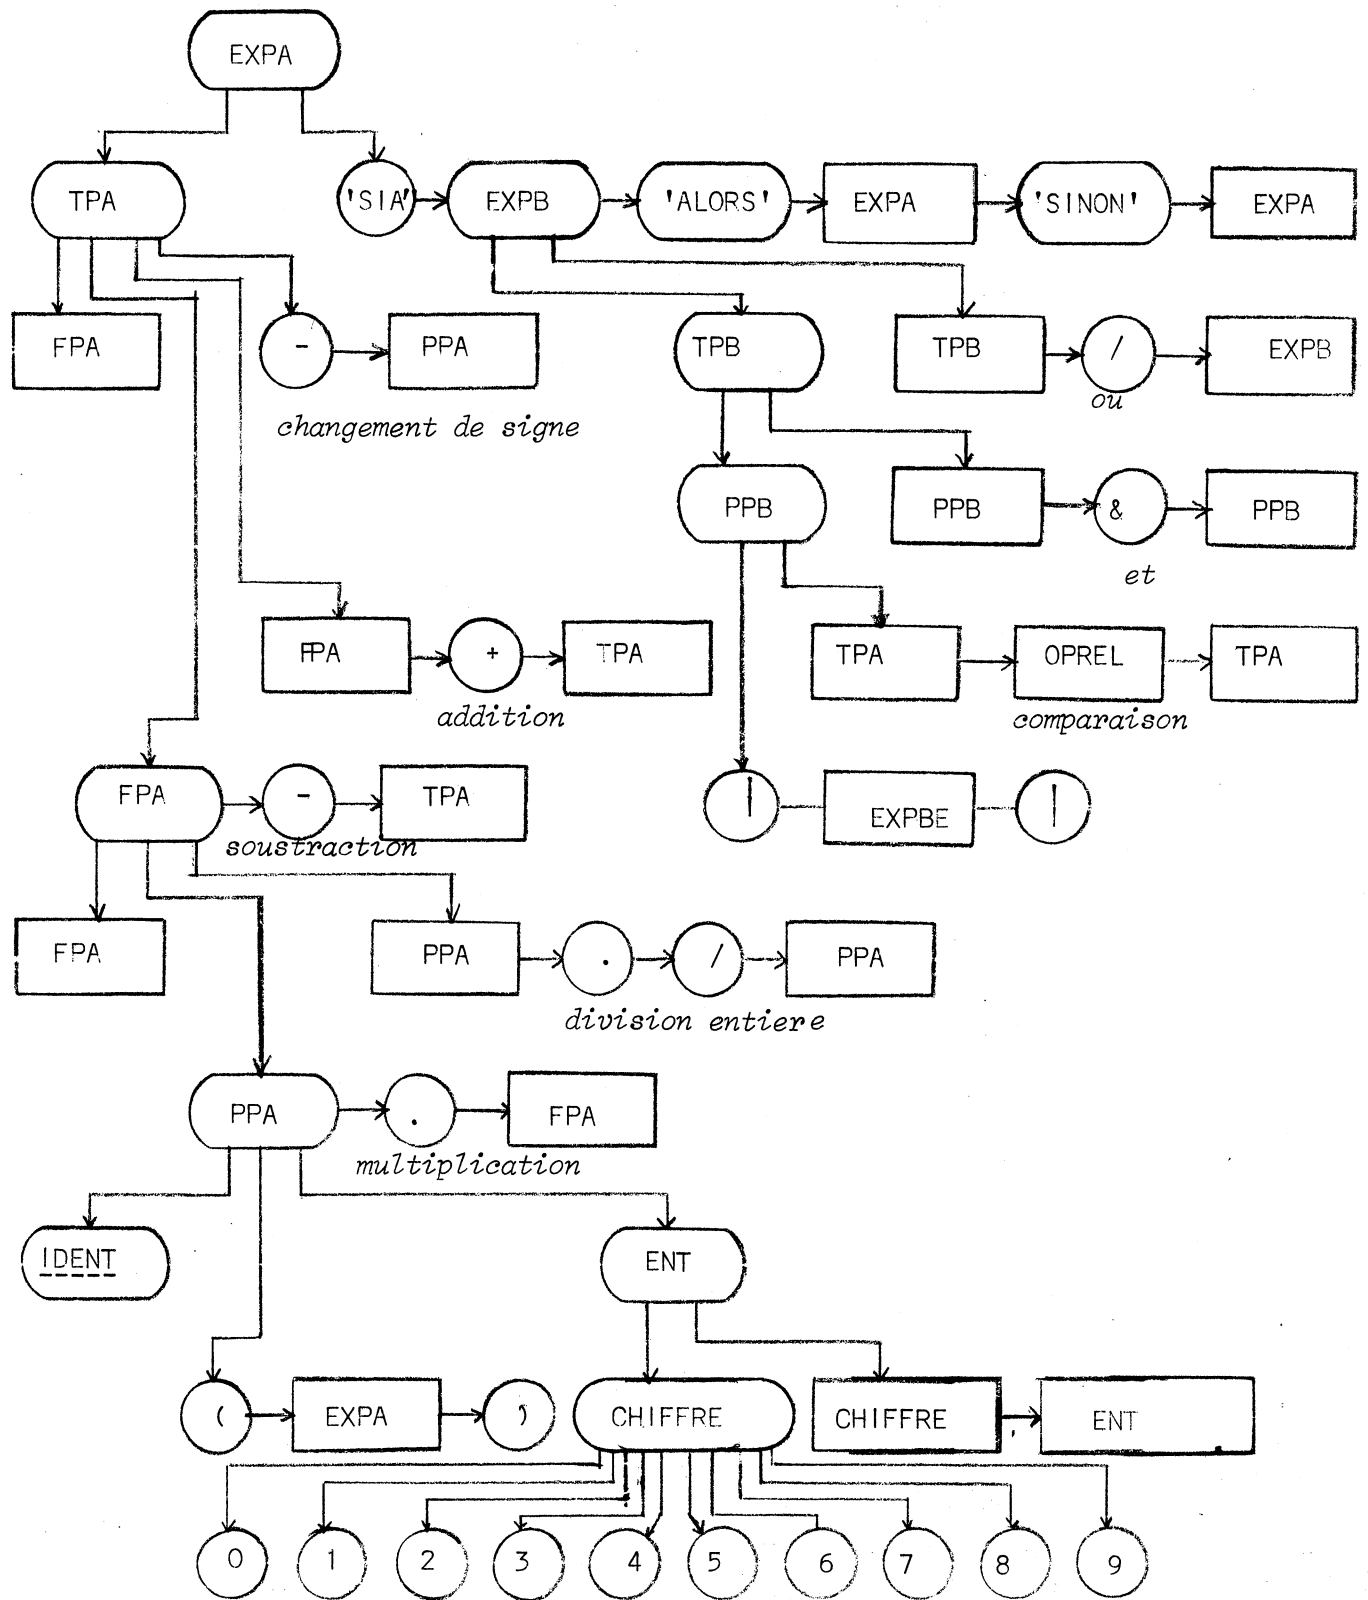 EXPA
TPA 'SIA' EXPB 'ALORS' EXPA 'SINON' EXPA
FPA - PPA TPB TPB / EXPB
changement de signe ou
PPB PPB & PPB
et
FPA + TPA TPA OPREL TPA
addition comparaison
FPA - TPA | EXPBE |
soustraction
FPA PPA . / PPA
division entiere
PPA . FPA
multiplication
IDENT ENT
( EXPA ) CHIFFRE CHIFFRE ENT
0 1 2 3 4 5 6 7 8 9